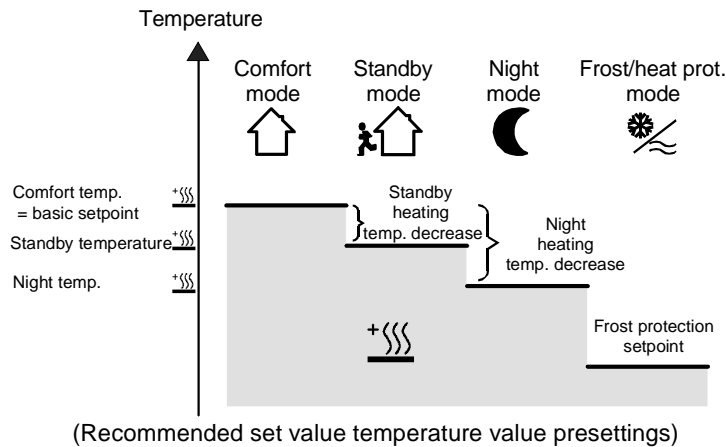 Temperature
Comfort
mode
Standby
mode
Night
mode
Frost/heat prot.
mode
Comfort temp.
= basic setpoint
Standby temperature
Night temp.
Standby
heating
temp. decrease
Night
heating
temp. decrease
Frost protection
setpoint
(Recommended set value temperature value presettings)